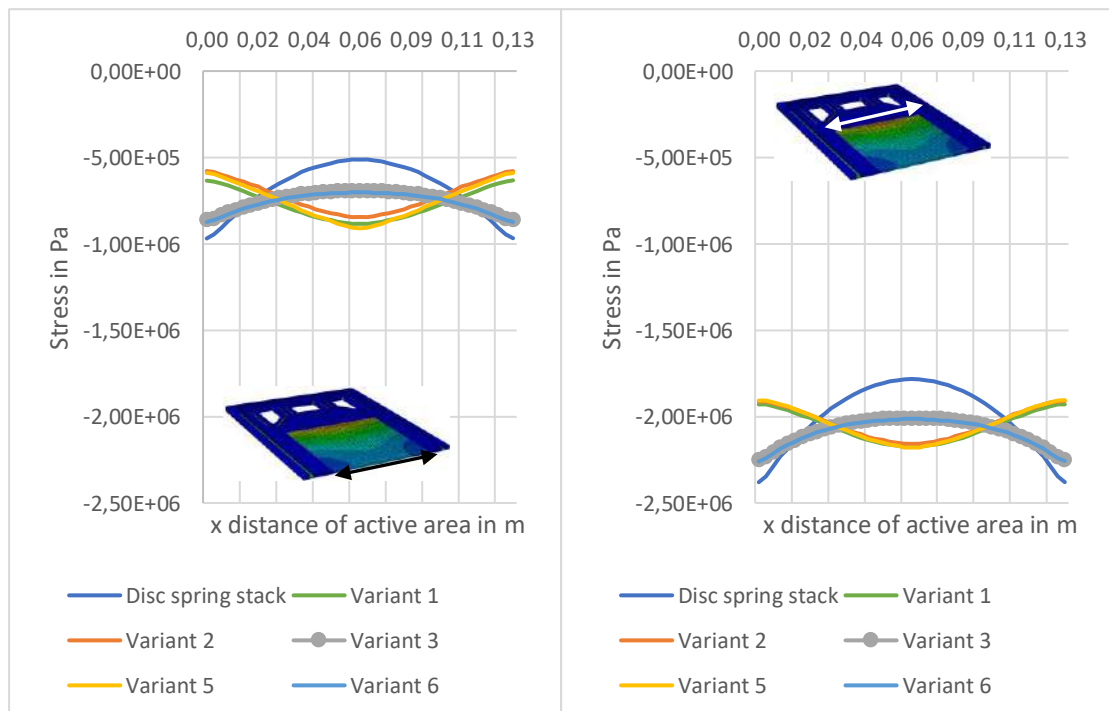 0,00 0,02 0,04 0,06 0,09 0,11 0,13
0,00E+00
-5,00E+05
-1,00E+06
-1,50E+06
-2,00E+06
-2,50E+06
Stress in Pa
x distance of active area in m
Disc spring stack Variant 1
Variant 2 Variant 3
Variant 5 Variant 6
0,00 0,02 0,04 0,06 0,09 0,11 0,13
0,00E+00
-5,00E+05
-1,00E+06
-1,50E+06
-2,00E+06
-2,50E+06
Stress in Pa
x distance of active area in m
Disc spring stack Variant 1
Variant 2 Variant 3
Variant 5 Variant 6